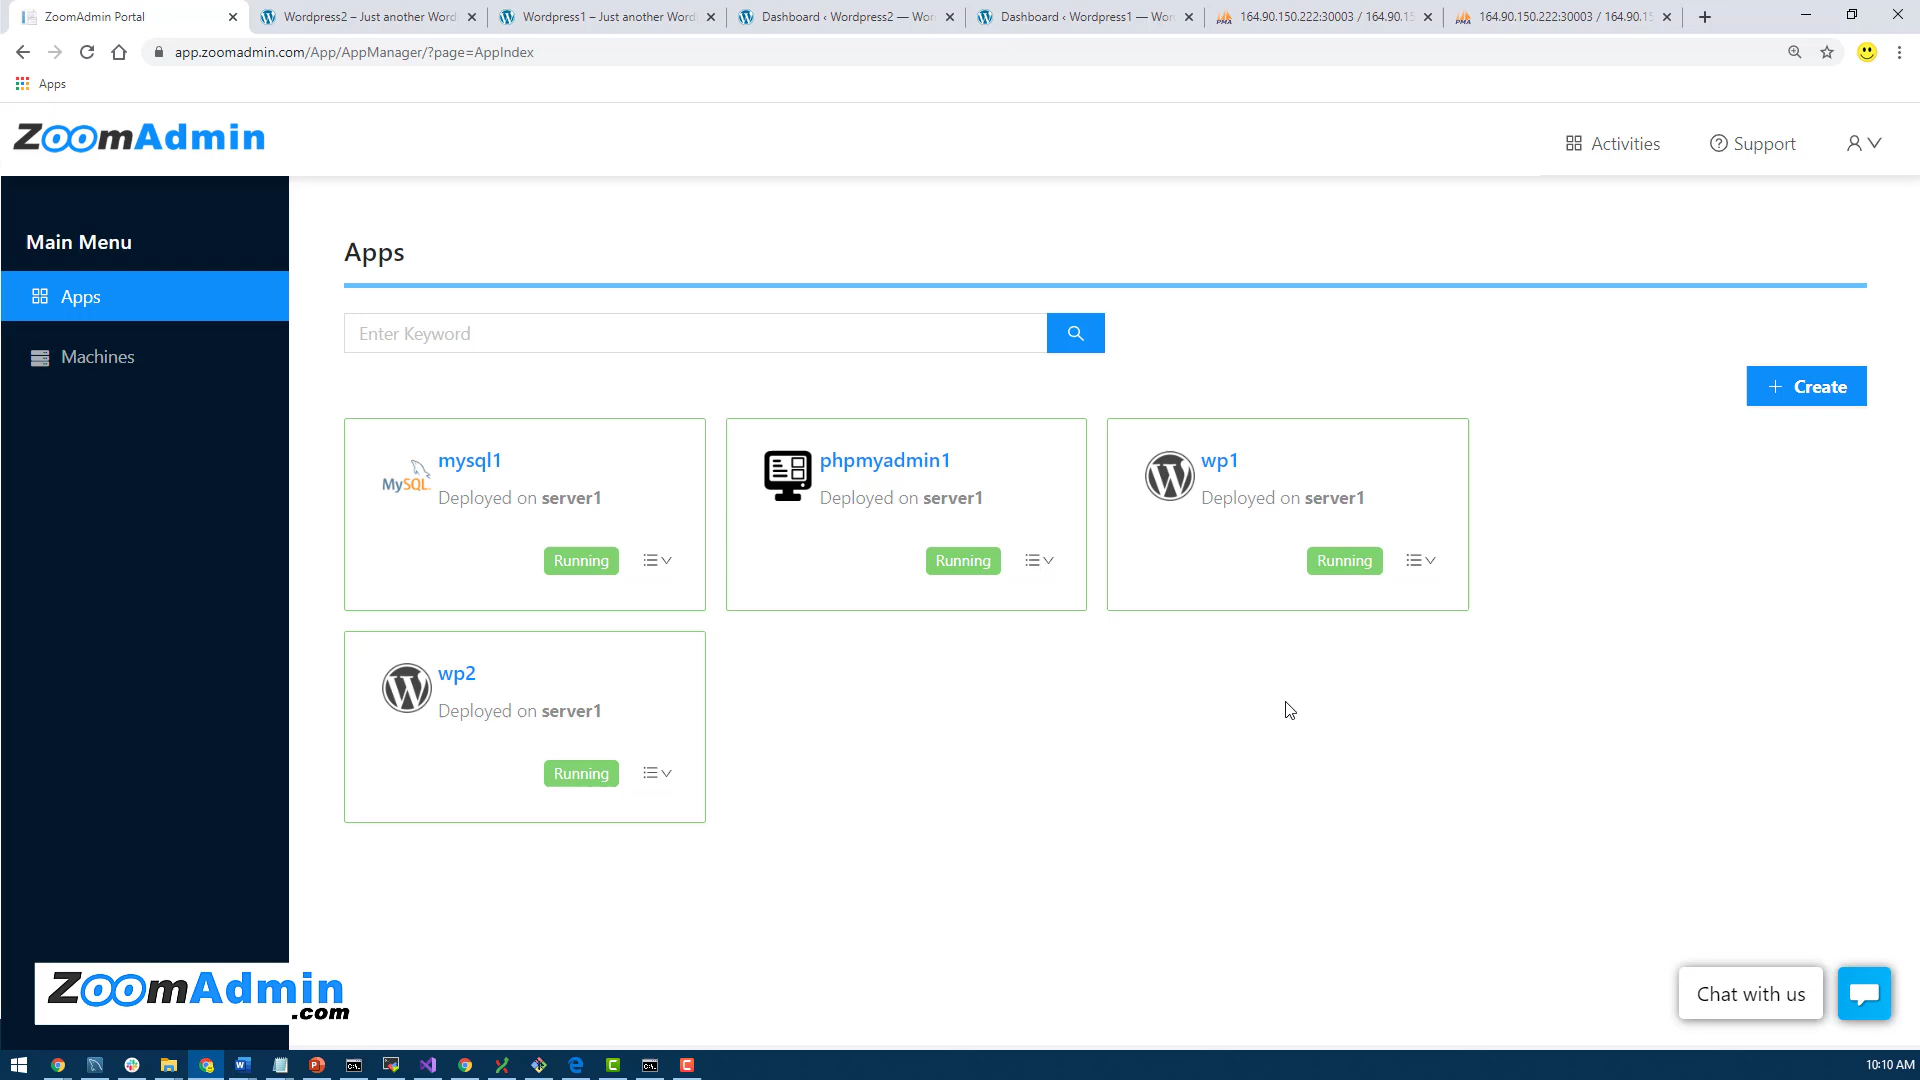 ZoomAdmin Portal
Wordpress2 – Just another Word
Wordpress1 – Just another Word
Dashboard ‹ Wordpress2 — Wor
Dashboard ‹ Wordpress1 — Wor
164.90.150.222:30003 / 164.90.15
164.90.150.222:30003 / 164.90.15
app.zoomadmin.com/App/AppManager/?page=AppIndex
Apps
ZoomAdmin
Activities
Support
Main Menu
Apps
Machines
Apps
Enter Keyword
+ Create
MySQL
mysql1
Deployed on server1
Running
phpmyadmin1
Deployed on server1
Running
wp1
Deployed on server1
Running
wp2
Deployed on server1
Running
ZoomAdmin
.com
Chat with us
10:10 AM